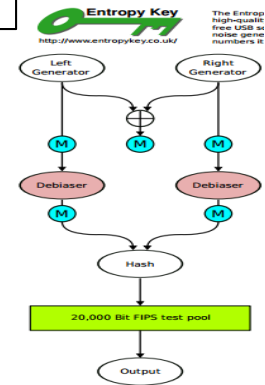 Entropy Key
http://www.entropykey.co.uk/
The Entrop
high-qualit
free USB se
noise gene
numbers it
Left
Generator
Right
Generator
M
M
M
Debiaser
Debiaser
M
M
Hash
20,000 Bit FIPS test pool
Output